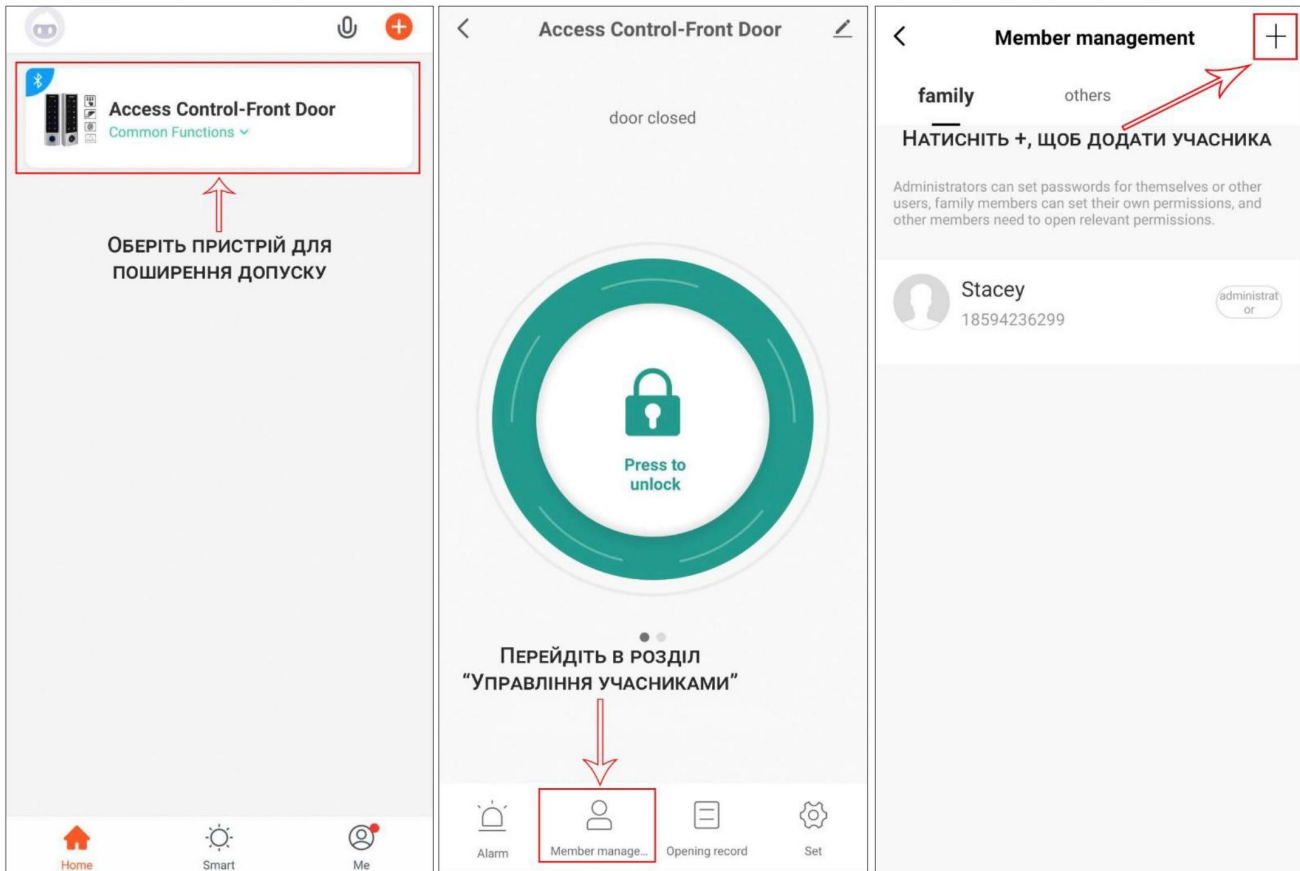 Access Control-Front Door
Common Functions
ОБЕРІТЬ ПРИСТРІЙ ДЛЯ
ПОШИРЕННЯ ДОПУСКУ
Home
Smart
Me
Access Control-Front Door
door closed
Press to
unlock
ПЕРЕЙДІТЬ В РОЗДІЛ
“УПРАВЛІННЯ УЧАСНИКАМИ”
Alarm
Member manage...
Opening record
Set
Member management
family
others
НАТИСНІТЬ +, ЩОБ ДОДАТИ УЧАСНИКА
Administrators can set passwords for themselves or other
users, family members can set their own permissions, and
other members need to open relevant permissions.
Stacey
18594236299
administrat
or